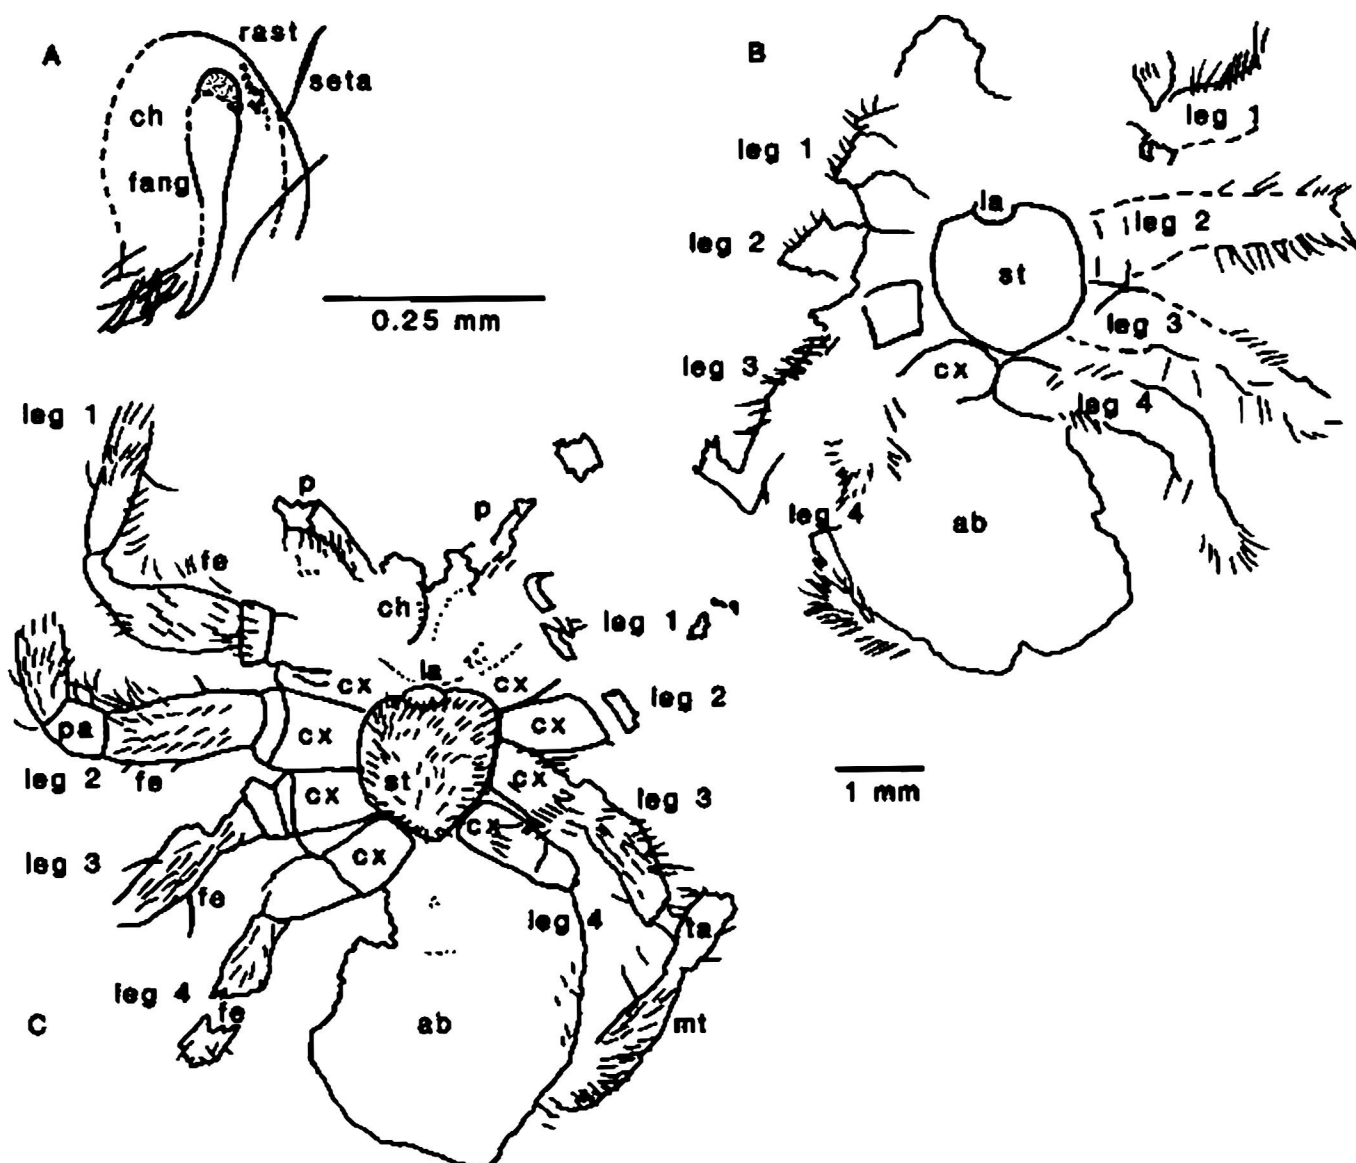 A
rast
seta
ch
fang
0.25 mm
B
leg 1
leg 1
la
leg 2
leg 2
st
leg 3
leg 3
cx
leg 4
leg 4
ab
1 mm
leg 1
p
p
fe
ch
leg 1
la
cx
cx
leg 2
pa
cx
cx
leg 2
fe
st
cx
cx
leg 3
cx
cx
leg 3
fe
leg 4
ta
leg 4
fe
C
ab
mt